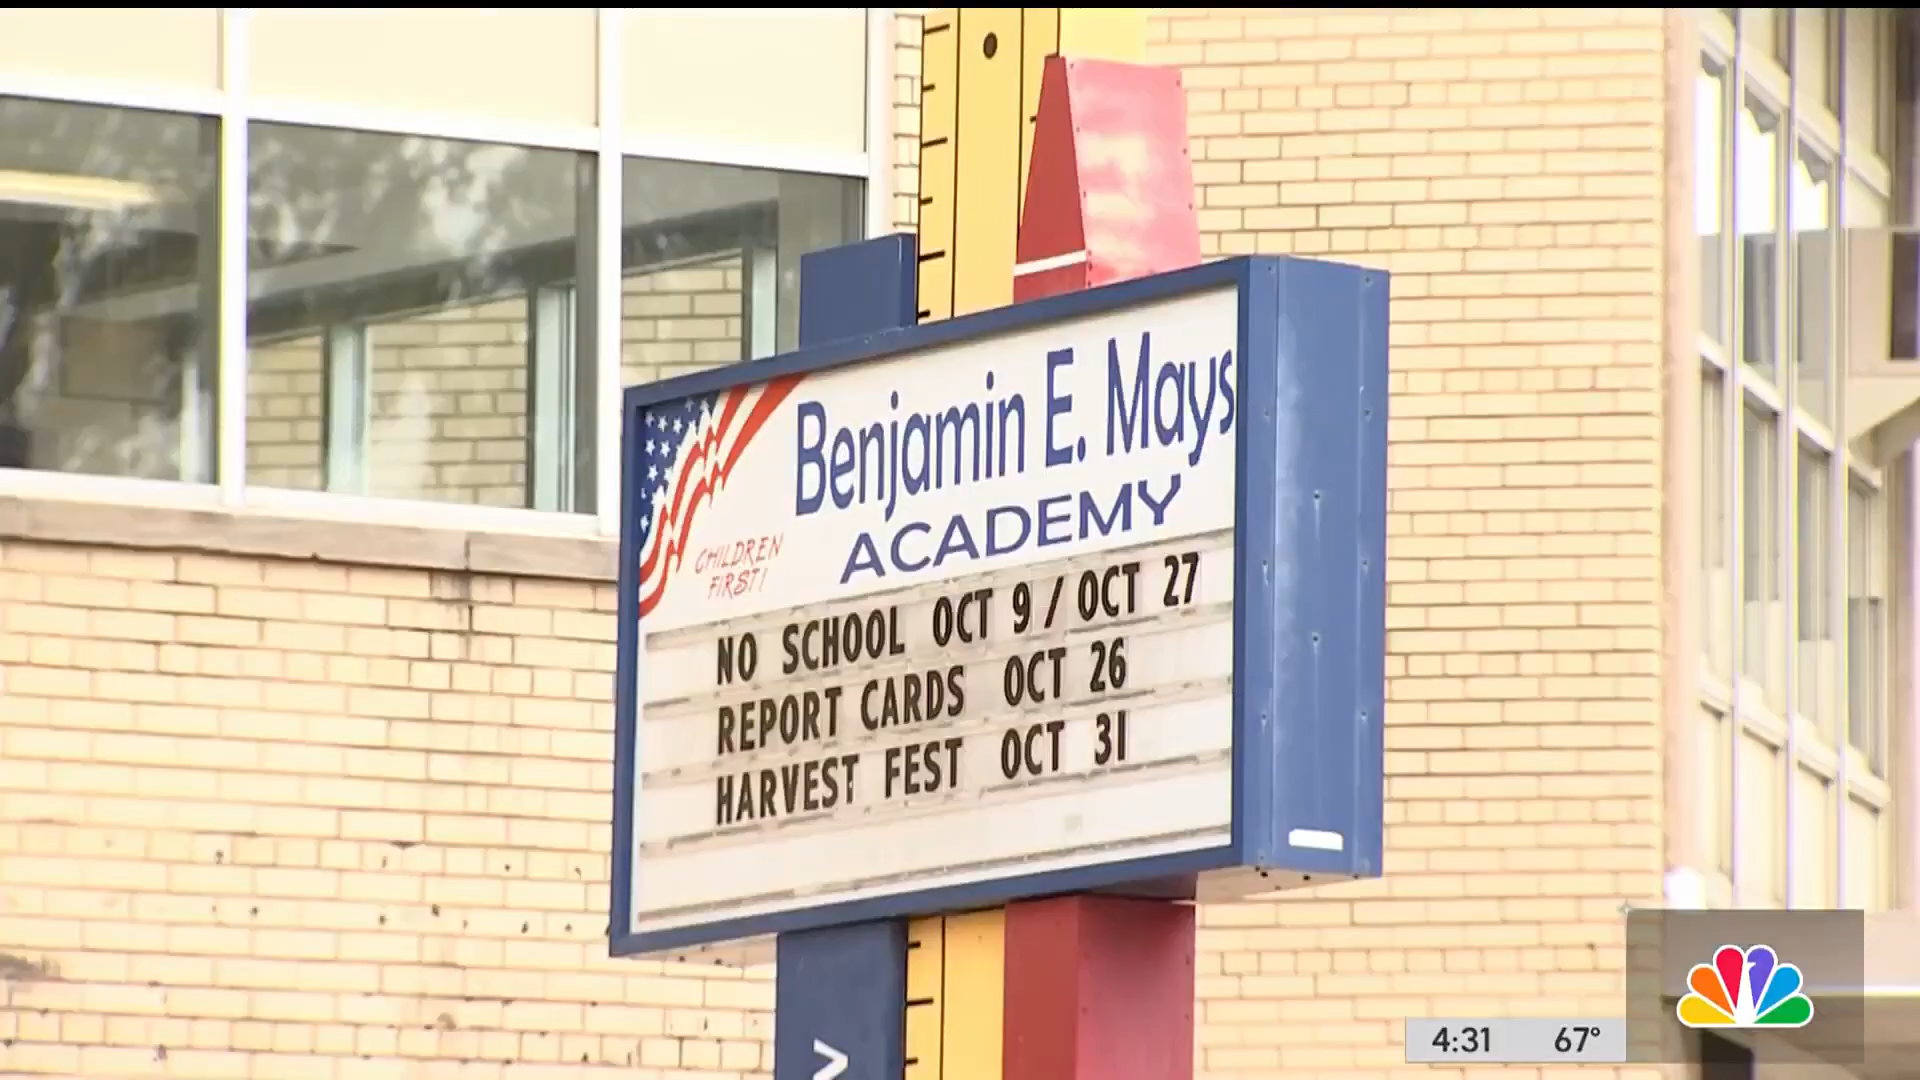 Benjamin E. Mays
ACADEMY
CHILDREN
FIRST!
NO SCHOOL OCT 9 / OCT 27
REPORT CARDS OCT 26
HARVEST FEST OCT 31
4:31 67°